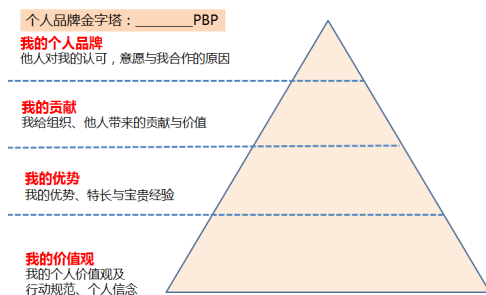 个人品牌金字塔：________PBP
我的个人品牌
他人对我的认可，意愿与我合作的原因
我的贡献
我给组织、他人带来的贡献与价值
我的优势
我的优势、特长与宝贵经验
我的价值观
我的个人价值观及
行动规范、个人信念